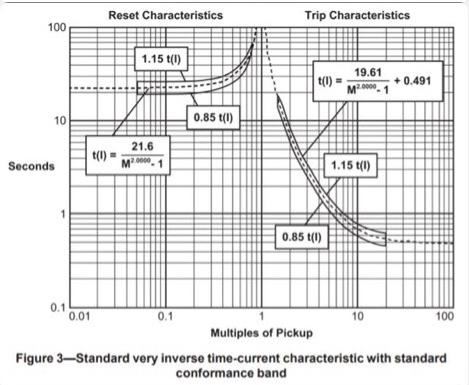 Reset Characteristics
Trip Characteristics
100
10
1
0.1
Seconds
1.15 t(I)
0.85 t(I)
t(I) = 21.6
M2.0000 - 1
t(I) = 19.61 + 0.491
M2.0000 - 1
1.15 t(I)
0.85 t(I)
0.01 0.1 1 10 100
Multiples of Pickup
Figure 3—Standard very inverse time-current characteristic with standard
conformance band